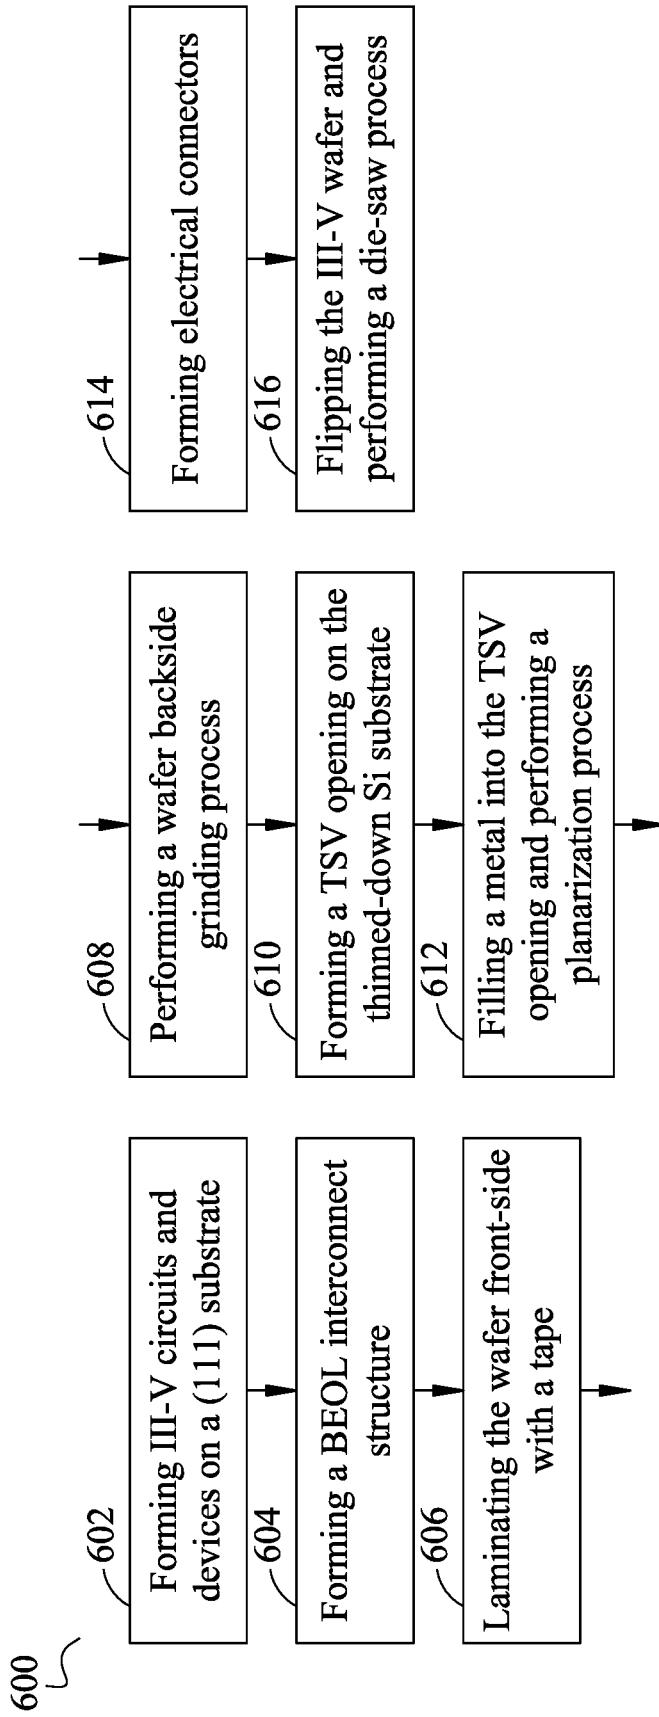 600
602
Forming III-V circuits and
devices on a (111) substrate
604
Forming a BEOL interconnect
structure
606
Laminating the wafer front-side
with a tape
608
Performing a wafer backside
grinding process
610
Forming a TSV opening on the
thinned-down Si substrate
612
Filling a metal into the TSV
opening and performing a
planarization process
614
Forming electrical connectors
616
Flipping the III-V wafer and
performing a die-saw process